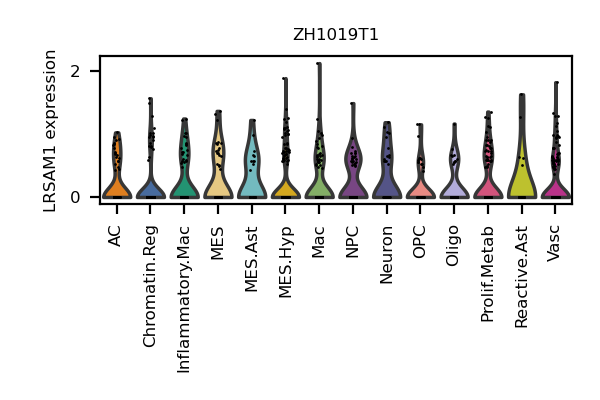 ZH1019T1
LRSAM1 expression
2
0
AC
Chromatin.Reg
Inflammatory.Mac
MES
MES.Ast
MES.Hyp
Mac
NPC
Neuron
OPC
Oligo
Prolif.Metab
Reactive.Ast
Vasc